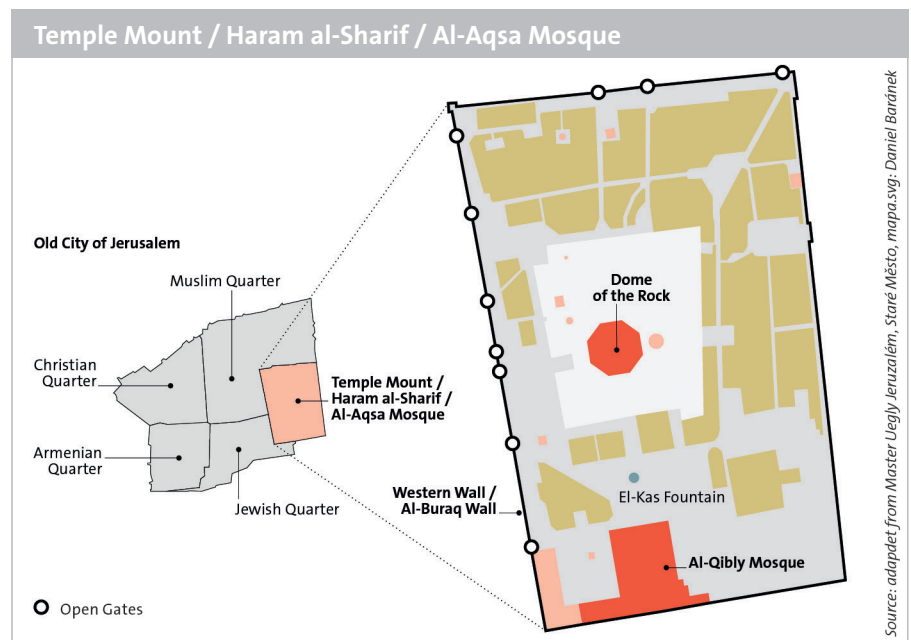 Temple Mount / Haram al-Sharif / Al-Aqsa Mosque
Old City of Jerusalem
Muslim Quarter
Christian
Quarter
Armenian
Quarter
Jewish Quarter
Temple Mount /
Haram al-Sharif /
Al-Aqsa Mosque
Dome
of the Rock
Western Wall /
Al-Buraq Wall
El-Kas Fountain
Al-Qibly Mosque
Open Gates
Source: adapdet from Master Uegly Jeruzalém, Staré Město, mapa.svg: Daniel Baránek